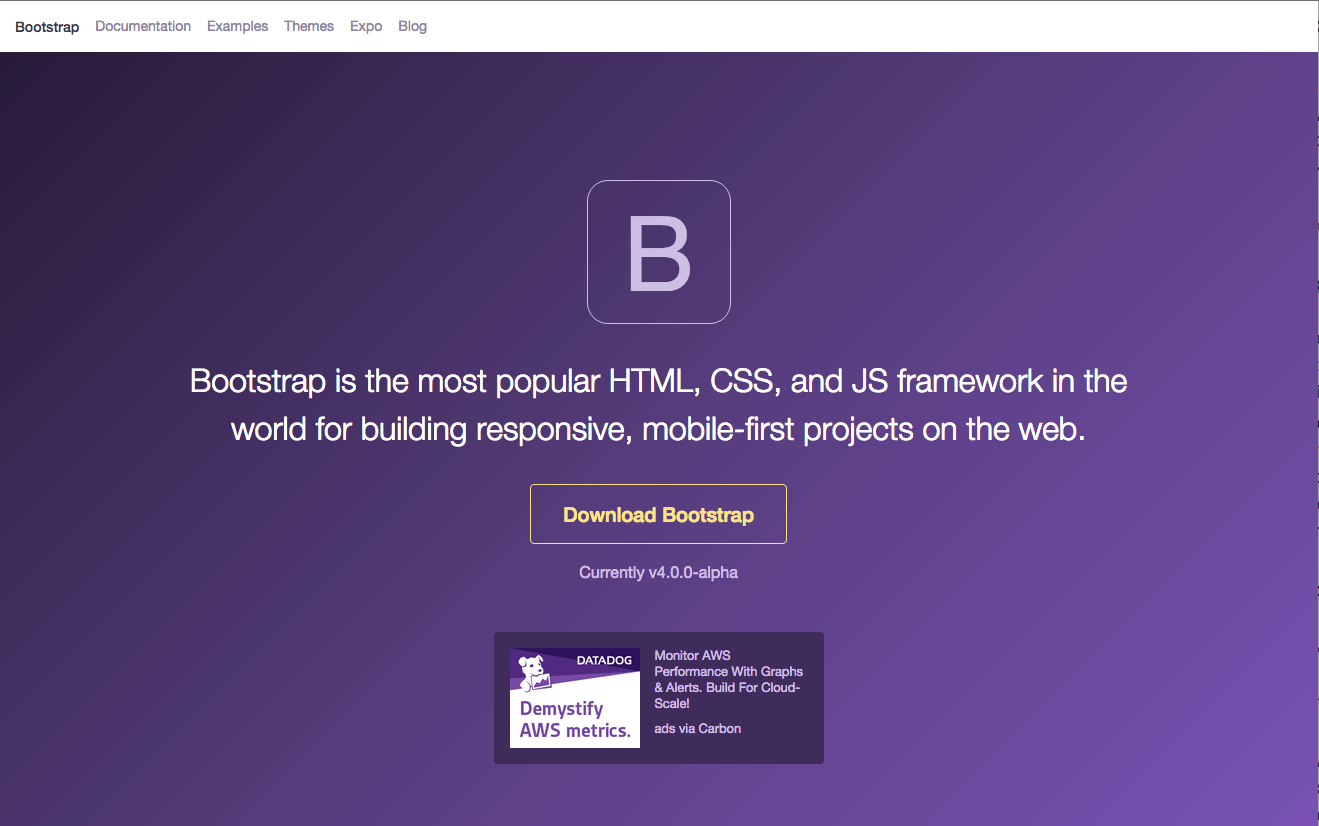 Bootstrap Documentation Examples Themes Expo Blog
B
Bootstrap is the most popular HTML, CSS, and JS framework in the
world for building responsive, mobile-first projects on the web.
Download Bootstrap
Currently v4.0.0-alpha
DATADOG
Demystify
AWS metrics.
Monitor AWS
Performance With Graphs
& Alerts. Build For Cloud-
Scale!
ads via Carbon